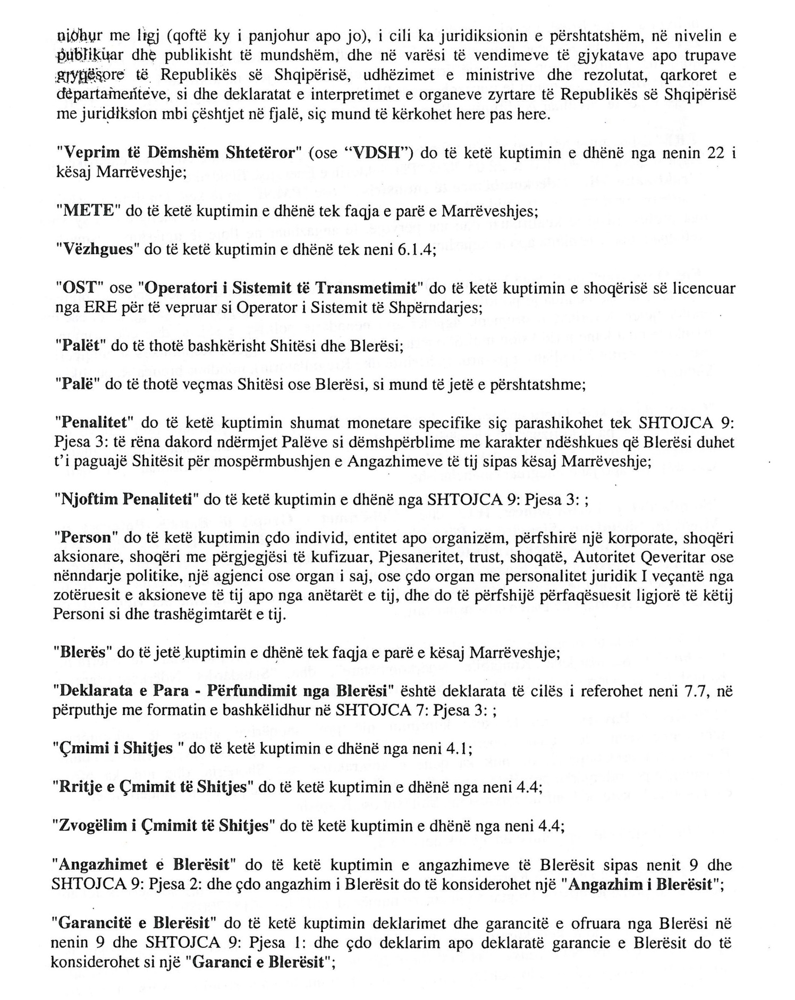 njohur me ligj (qoftë ky i panjohur apo jo), i cili ka juridiksionin e përshtatshëm, në nivelin e
publikuar dhe publikisht të mundshëm, dhe në varësi të vendimeve të gjykatave apo trupave
gjyqësore të Republikës së Shqipërisë, udhëzimet e ministrive dhe rezolutat, qarkoret e
departamenteve, si dhe deklaratat e interpretimet e organeve zyrtare të Republikës së Shqipërisë
me juridiksion mbi çështjet në fjalë, siç mund të kërkohet here pas here.
"Veprim të Dëmshëm Shtetëror" (ose “VDSH”) do të ketë kuptimin e dhënë nga nenin 22 i
kësaj Marrëveshje;
"METE" do të ketë kuptimin e dhënë tek faqja e parë e Marrëveshjes;
"Vëzhgues" do të ketë kuptimin e dhënë tek neni 6.1.4;
"OST" ose "Operatori i Sistemit të Transmetimit" do të ketë kuptimin e shoqërisë së licencuar
nga ERE për të vepruar si Operator i Sistemit të Shpërndarjes;
"Palët" do të thotë bashkërisht Shitësi dhe Blerësi;
"Palë" do të thotë veçmas Shitësi ose Blerësi, si mund të jetë e përshtatshme;
"Penalitet" do të ketë kuptimin shumat monetare specifike siç parashikohet tek SHTOJCA 9:
Pjesa 3: të rëna dakord ndërmjet Palëve si dëmshpërblime me karakter ndëshkues që Blerësi duhet
t’i paguajë Shitësit për mospërmbushjen e Angazhimeve të tij sipas kësaj Marrëveshje;
"Njoftim Penaliteti" do të ketë kuptimin e dhënë nga SHTOJCA 9: Pjesa 3: ;
"Person" do të ketë kuptimin çdo individ, entitet apo organizëm, përfshirë një korporate, shoqëri
aksionare, shoqëri me përgjegjësi të kufizuar, Pjesaneritet, trust, shoqatë, Autoritet Qeveritar ose
nënndarje politike, një agjenci ose organ i saj, ose çdo organ me personalitet juridik I veçantë nga
zotëruesit e aksioneve të tij apo nga anëtarët e tij, dhe do të përfshijë përfaqësuesit ligjorë të këtij
Personi si dhe trashëgimtarët e tij.
"Blerës" do të jetë kuptimin e dhënë tek faqja e parë e kësaj Marrëveshje;
"Deklarata e Para - Përfundimit nga Blerësi" është deklarata të cilës i referohet neni 7.7, në
përputhje me formatin e bashkëlidhur në SHTOJCA 7: Pjesa 3: ;
"Çmimi i Shitjes " do të ketë kuptimin e dhënë nga neni 4.1;
"Rritje e Çmimit të Shitjes" do të ketë kuptimin e dhënë nga neni 4.4;
"Zvogëlim i Çmimit të Shitjes" do të ketë kuptimin e dhënë nga neni 4.4;
"Angazhimet e Blerësit" do të ketë kuptimin e angazhimeve të Blerësit sipas nenit 9 dhe
SHTOJCA 9: Pjesa 2: dhe çdo angazhim i Blerësit do të konsiderohet një "Angazhim i Blerësit";
"Garancitë e Blerësit" do të ketë kuptimin deklarimet dhe garancitë e ofruara nga Blerësi në
nenin 9 dhe SHTOJCA 9: Pjesa 1: dhe çdo deklarim apo deklaratë garancie e Blerësit do të
konsiderohet si një "Garanci e Blerësit";